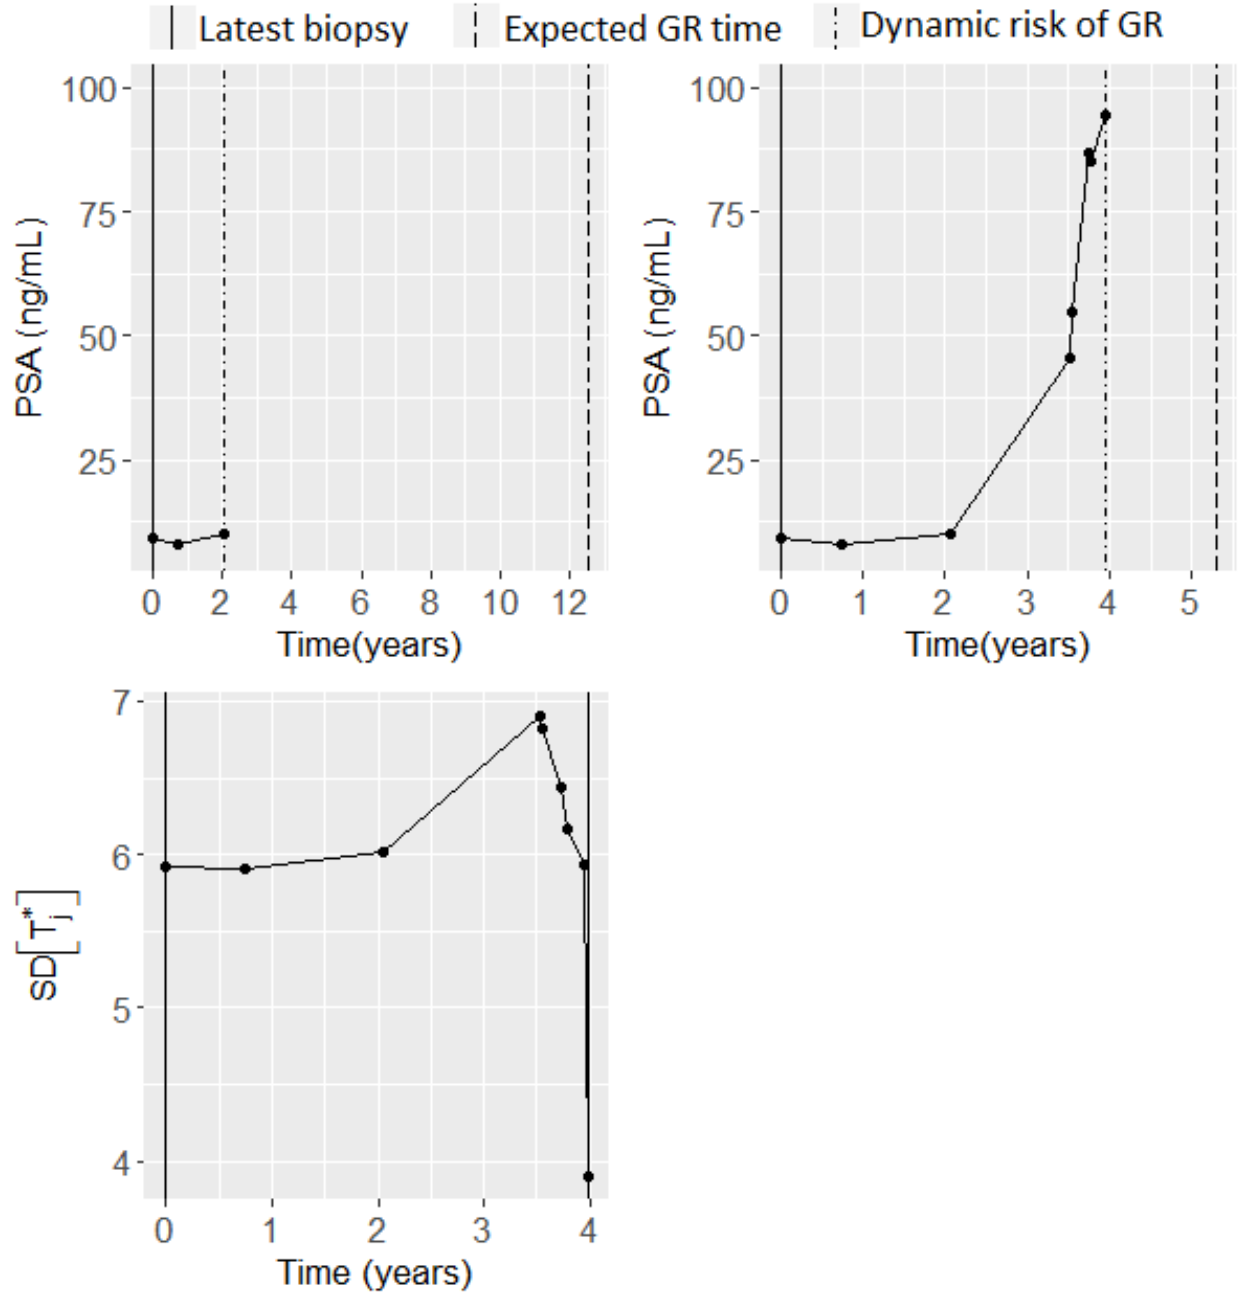 Latest biopsy Expected GR time Dynamic risk of GR
100
75
50
25
PSA (ng/mL)
0 2 4 6 8 10 12
Time(years)
100
75
50
25
PSA (ng/mL)
0 1 2 3 4 5
Time(years)
7
6
5
4
SD[T*j]
0 1 2 3 4
Time (years)